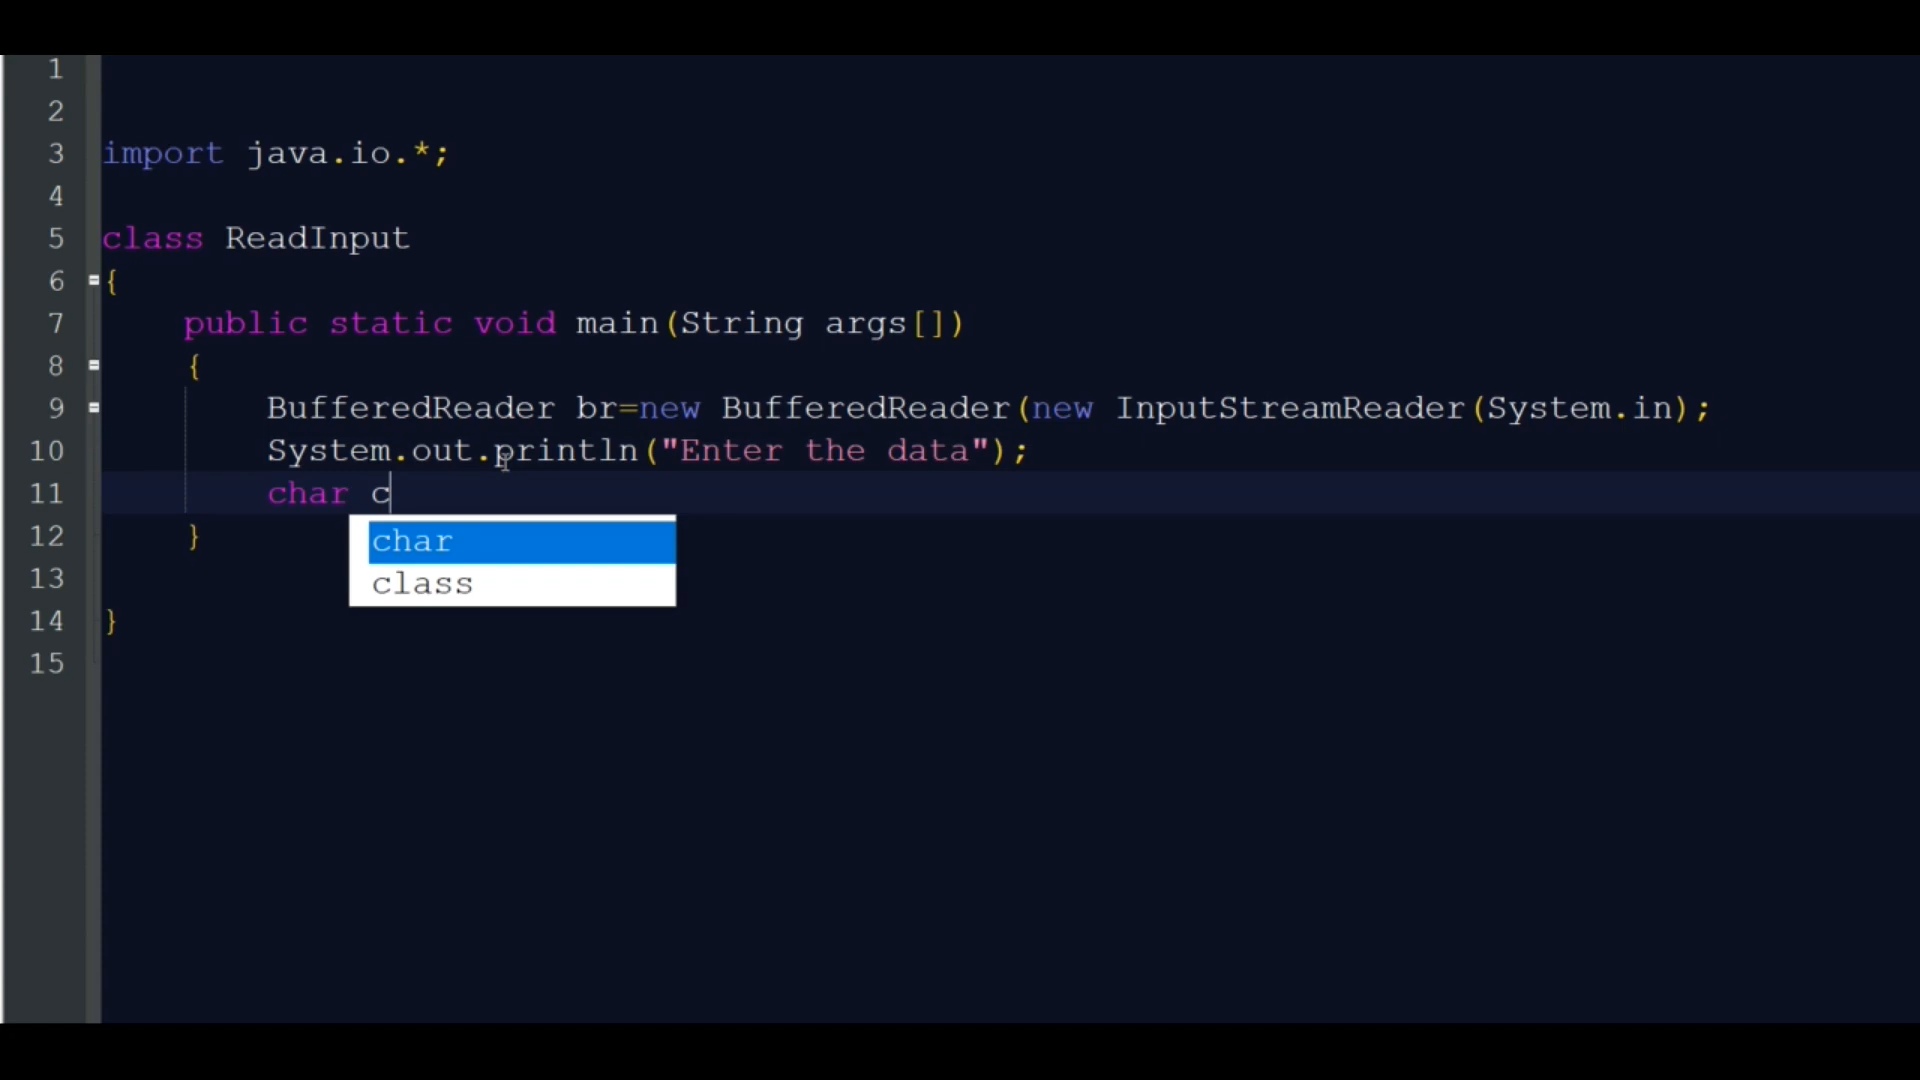 1
2
3 import java.io.*;
4
5 class ReadInput
6 {
7 public static void main(String args[])
8 {
9 BufferedReader br=new BufferedReader(new InputStreamReader(System.in);
10 System.out.println("Enter the data");
11 char c
12 }
char
class
13
14 }
15